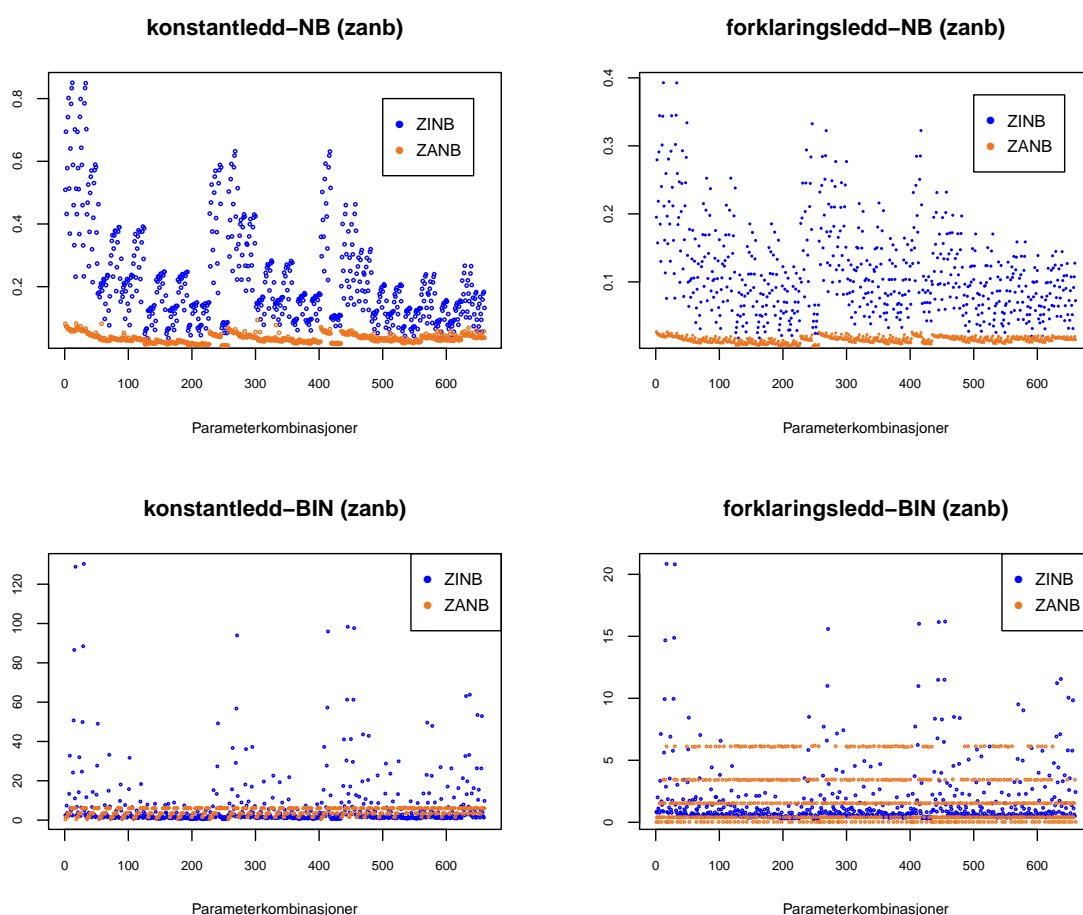 konstantledd−NB (zanb)
0.8
0.6
0.4
0.2
ZINB
ZANB
0 100 200 300 400 500 600
Parameterkombinasjoner
forklaringsledd−NB (zanb)
0.4
0.3
0.2
0.1
ZINB
ZANB
0 100 200 300 400 500 600
Parameterkombinasjoner
konstantledd−BIN (zanb)
120
100
80
60
40
20
0
ZINB
ZANB
0 100 200 300 400 500 600
Parameterkombinasjoner
forklaringsledd−BIN (zanb)
20
15
10
5
0
ZINB
ZANB
0 100 200 300 400 500 600
Parameterkombinasjoner